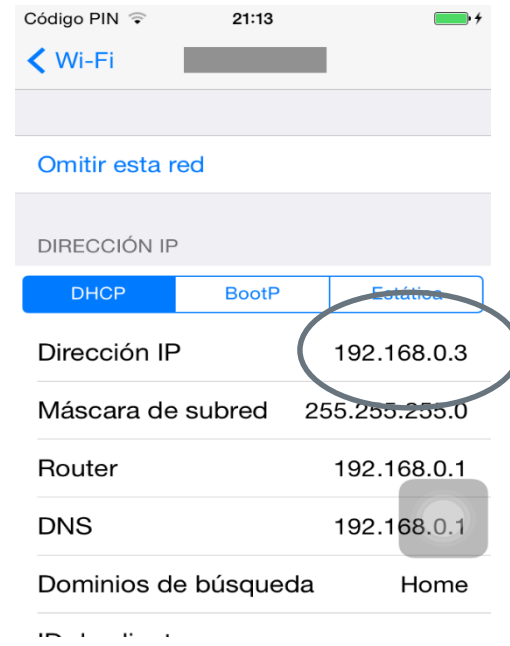 Código PIN 21:13
Wi-Fi
Omitir esta red
DIRECCIÓN IP
DHCP BootP Estática
Dirección IP 192.168.0.3
Máscara de subred 255.255.255.0
Router 192.168.0.1
DNS 192.168.0.1
Dominios de búsqueda Home